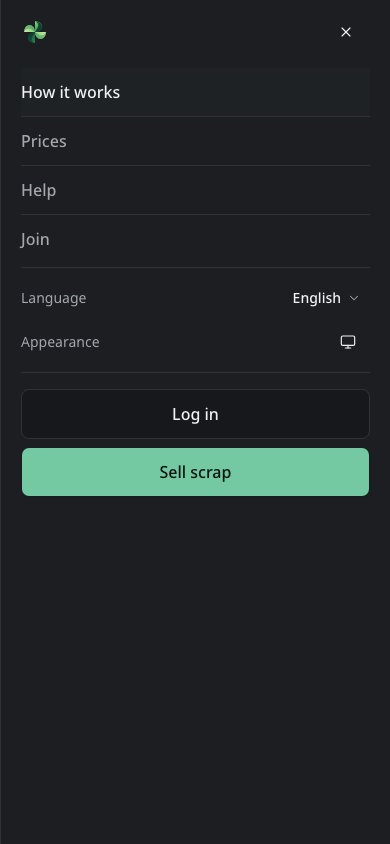 How it works
Prices
Help
Join
Language
English
Appearance
Log in
Sell scrap